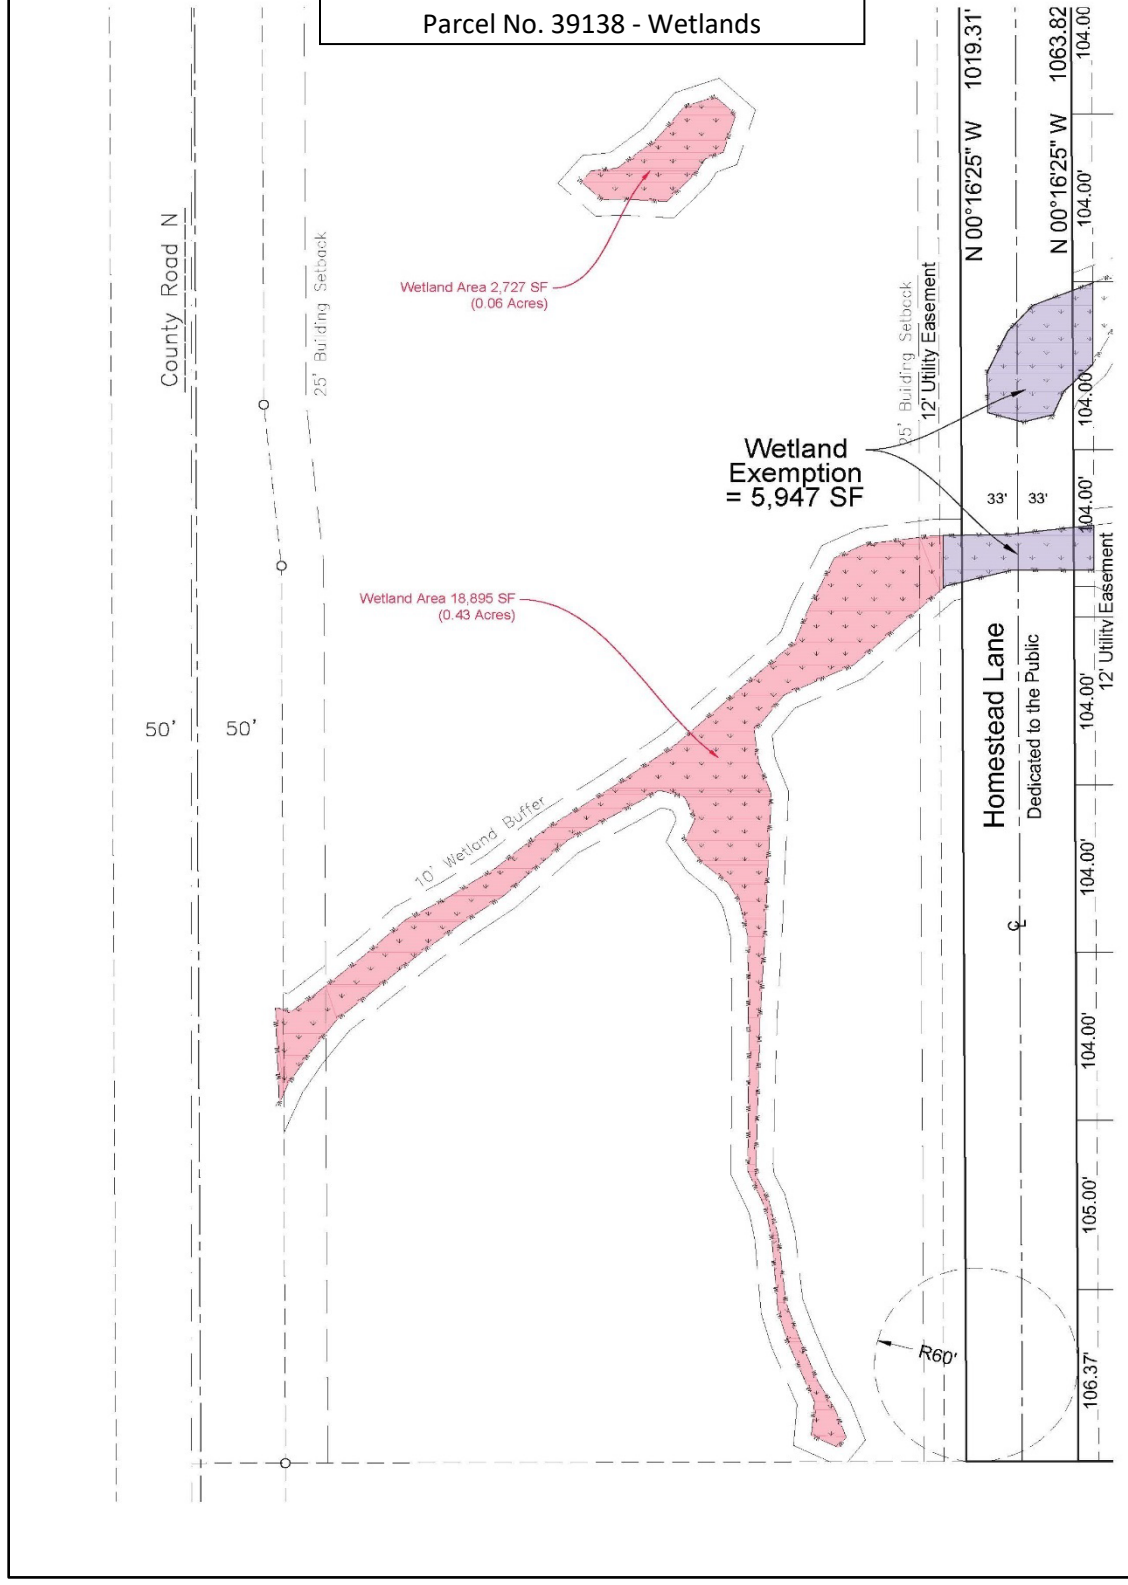 Parcel No. 39138 - Wetlands
County Road N
25' Building Setback
Wetland Area 2,727 SF
(0.06 Acres)
25' Building Setback
12' Utility Easement
N 00°16'25" W 1019.31'
N 00°16'25" W 1063.82
104.00
104.00'
104.00'
104.00'
Wetland
Exemption
= 5,947 SF
33'
33'
Wetland Area 18,895 SF
(0.43 Acres)
12' Utility Easement
50'
50'
Homestead Lane
Dedicated to the Public
104.00'
104.00'
10' Wetland Buffer
℄
104.00'
105.00'
R60'
106.37'